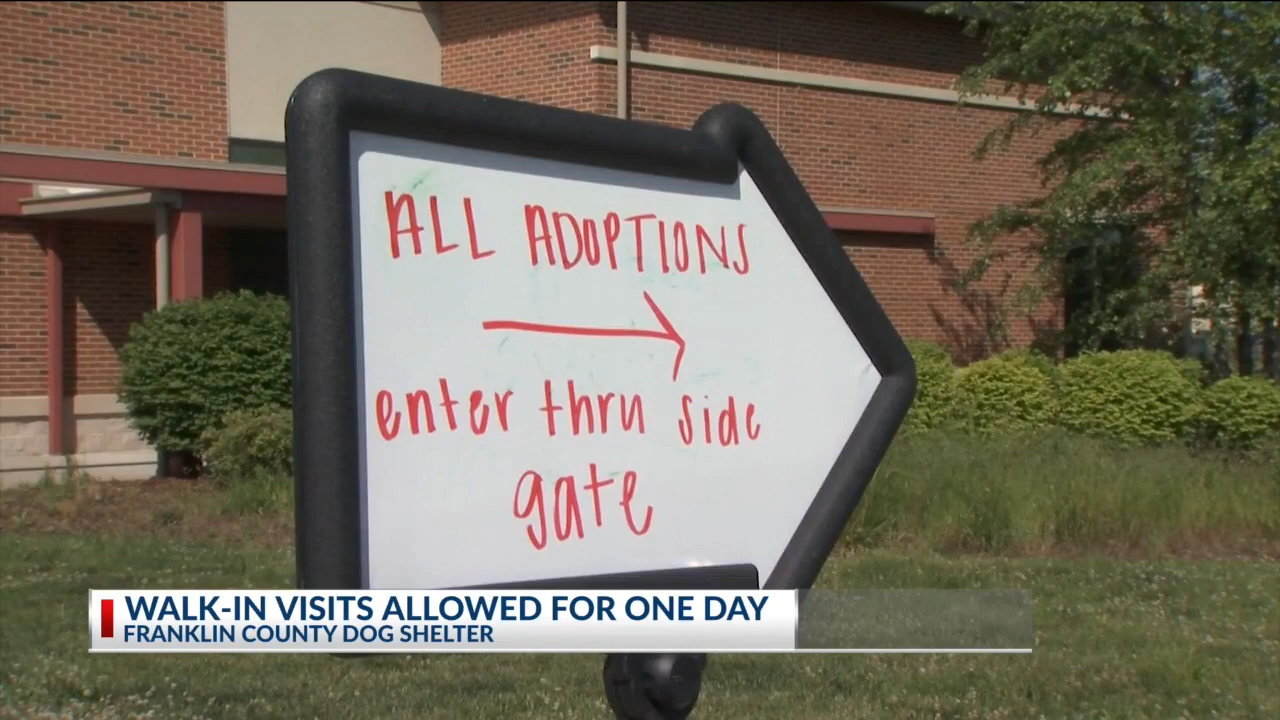 ALL ADOPTIONS
enter thru side
gate
WALK-IN VISITS ALLOWED FOR ONE DAY
FRANKLIN COUNTY DOG SHELTER